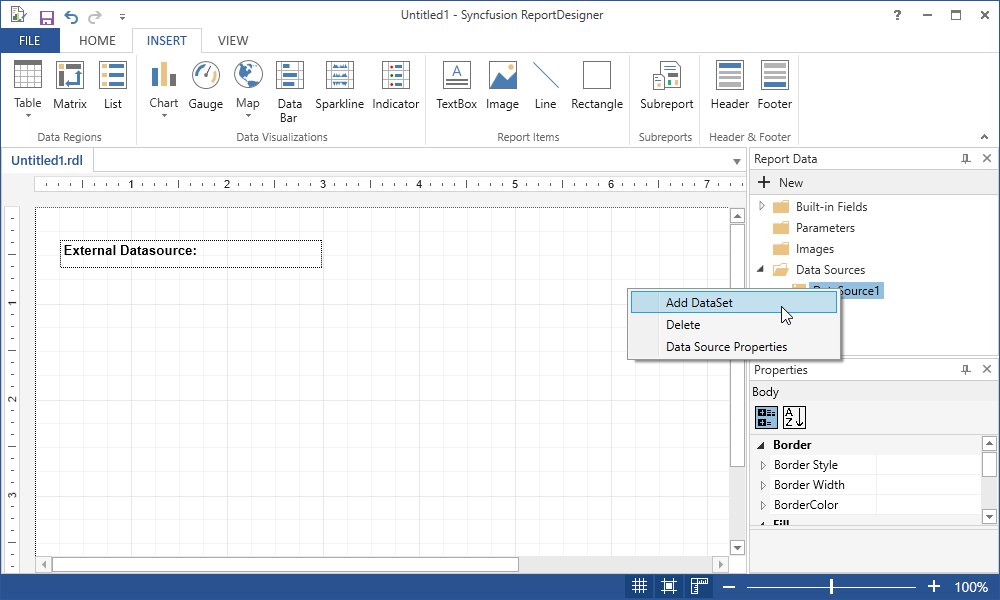 Untitled1 - Syncfusion ReportDesigner
?
FILE HOME INSERT VIEW
Table Matrix List Chart Gauge Map Data Bar Sparkline Indicator TextBox Image Line Rectangle Subreport Header Footer
Data Regions Data Visualizations Report Items Subreports Header & Footer
Untitled1.rdl
1 2 3 4 5 6 7
1
2
3
External Datasource:
Report Data
New
Built-in Fields
Parameters
Images
Data Sources
DataSource1
Add DataSet
Delete
Data Source Properties
Properties
Body
A
Z
Border
Border Style
Border Width
BorderColor
Fill
100%